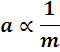 a ∝ 1/m